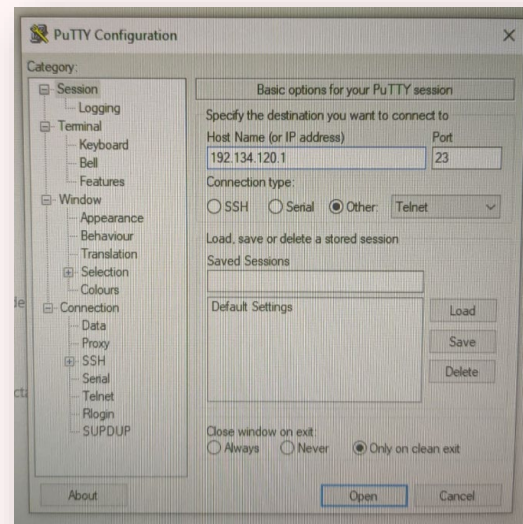 PuTTY Configuration
Category:
Session
Logging
Terminal
Keyboard
Bell
Features
Window
Appearance
Behaviour
Translation
Selection
Colours
Connection
Data
Proxy
SSH
Serial
Telnet
Rlogin
SUPDUP
Basic options for your PuTTY session
Specify the destination you want to connect to
Host Name (or IP address) Port
192.134.120.1 23
Connection type:
SSH Serial Other: Telnet
Load, save or delete a stored session
Saved Sessions
Default Settings
Load
Save
Delete
Close window on exit:
Always Never Only on clean exit
About Open Cancel